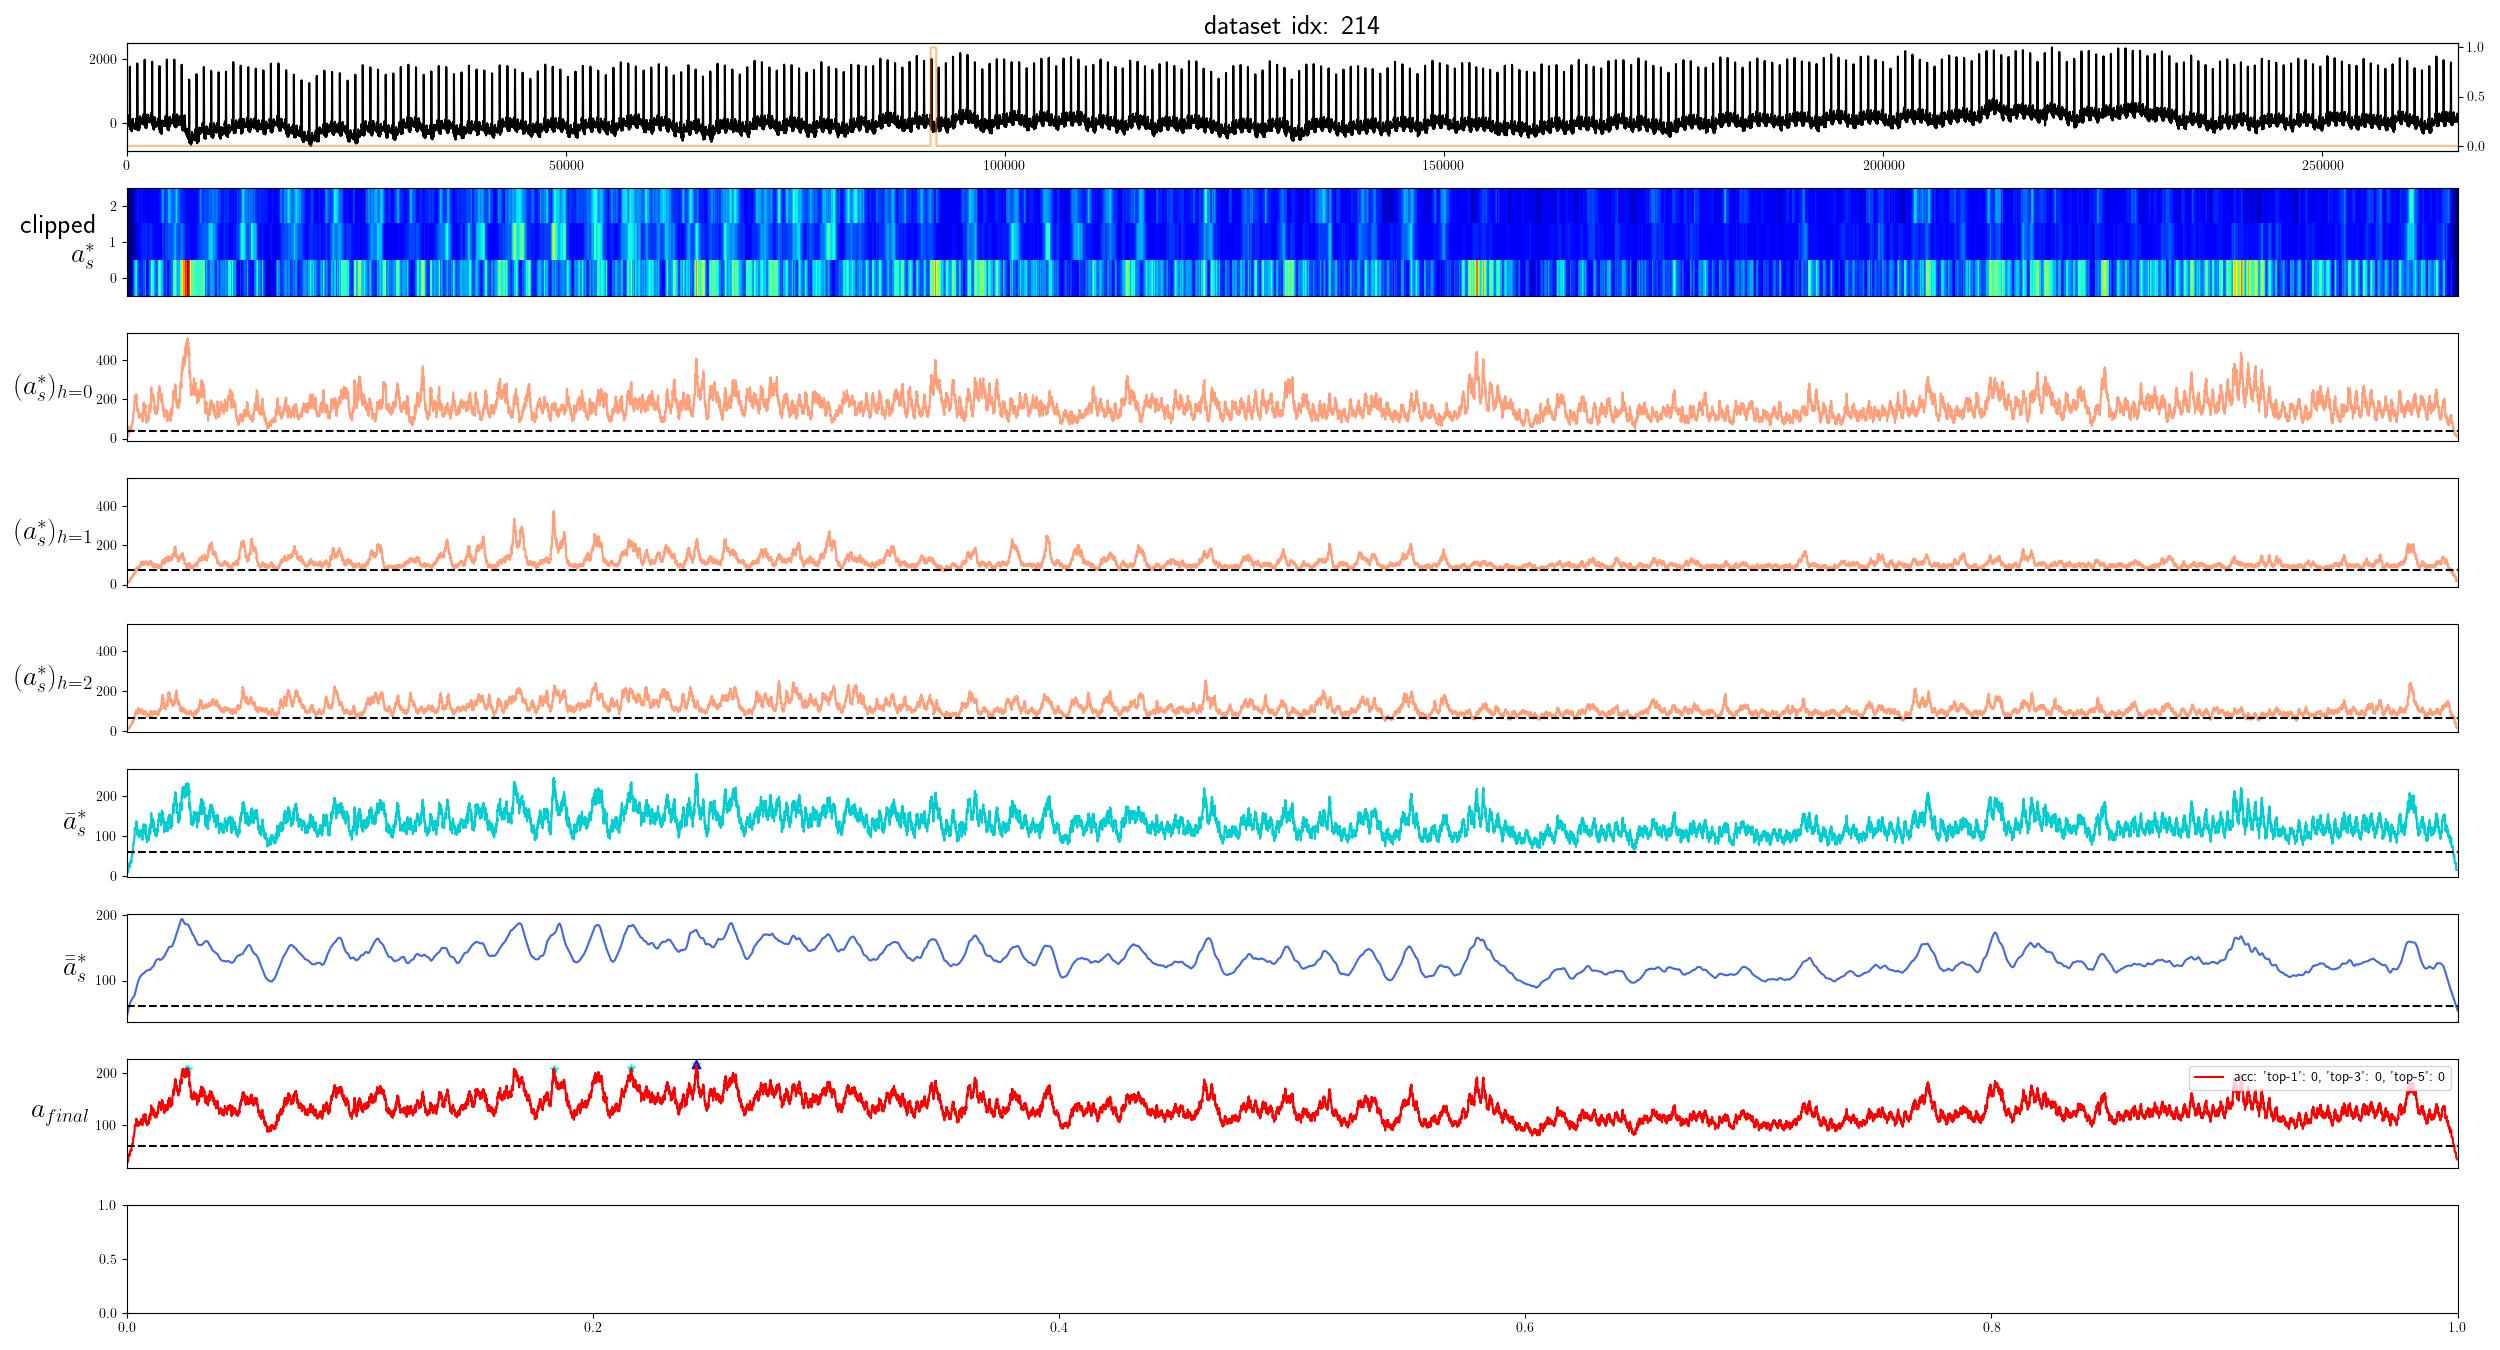 dataset idx: 214
2000
0
1.0
0.5
0.0
0 50000 100000 150000 200000 250000
clipped
a*s
2
1
0
(a*s)h=0
400
200
0
(a*s)h=1
400
200
0
(a*s)h=2
400
200
0
ā*s
200
100
0
a̿*s
200
100
afinal
200
100
acc: 'top-1': 0, 'top-3': 0, 'top-5': 0
1.0
0.5
0.0
0.0 0.2 0.4 0.6 0.8 1.0